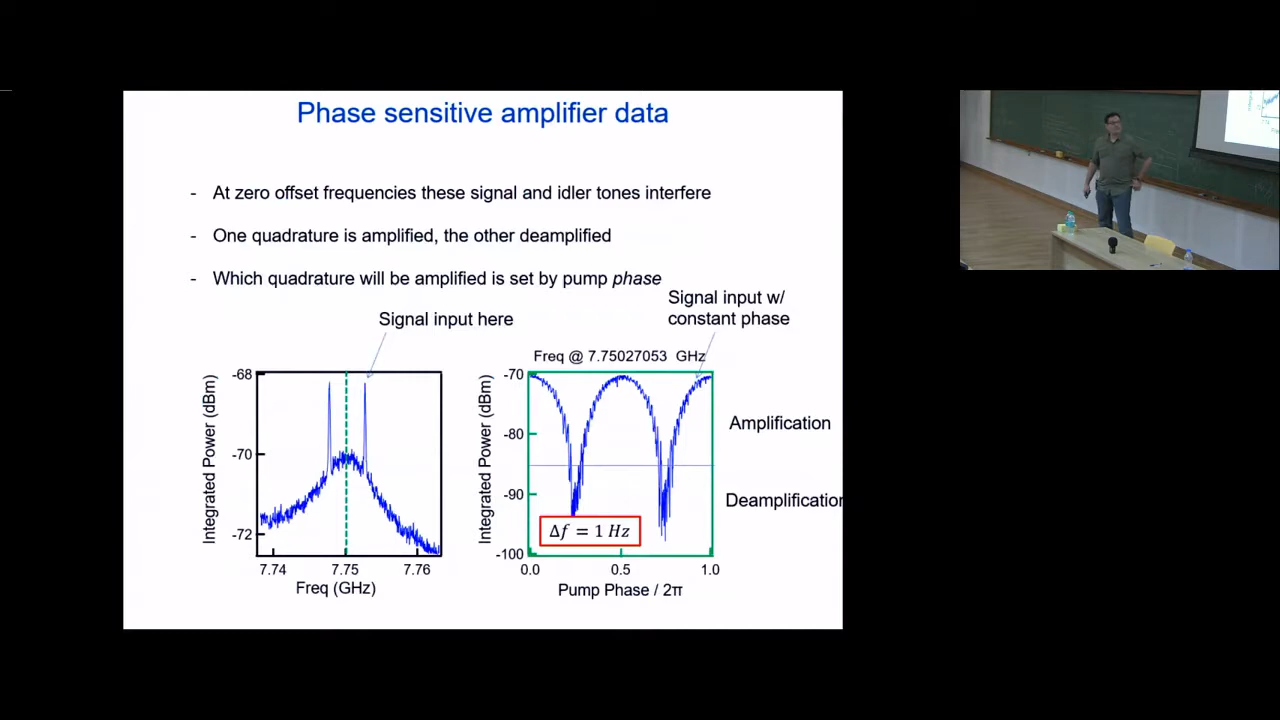 Phase sensitive amplifier data
- At zero offset frequencies these signal and idler tones interfere
- One quadrature is amplified, the other deamplified
- Which quadrature will be amplified is set by pump phase
Signal input here
Signal input w/
constant phase
Freq @ 7.75027053 GHz
-68
-70
-72
Integrated Power (dBm)
7.74
7.75
7.76
Freq (GHz)
-70
-80
-90
-100
Integrated Power (dBm)
Δf = 1 Hz
0.0
0.5
1.0
Pump Phase / 2π
Amplification
Deamplification